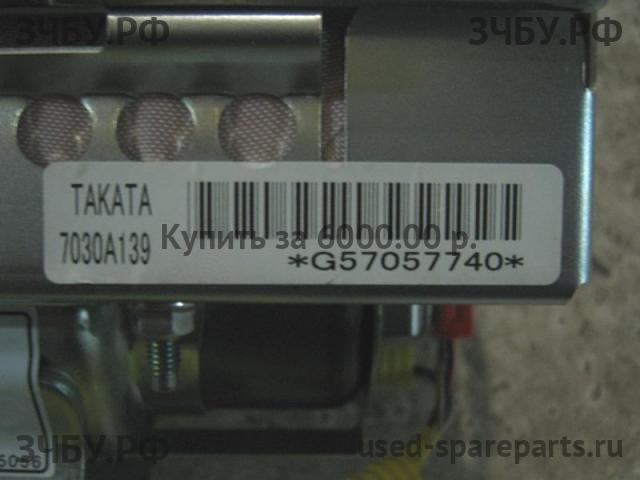 ЗЧБУ.РФ
ЗЧБУ.РФ
TAKATA
7030A139
Купить за 6000.00 р.
*G57057740*
ЗЧБУ.РФ
used-spareparts.ru